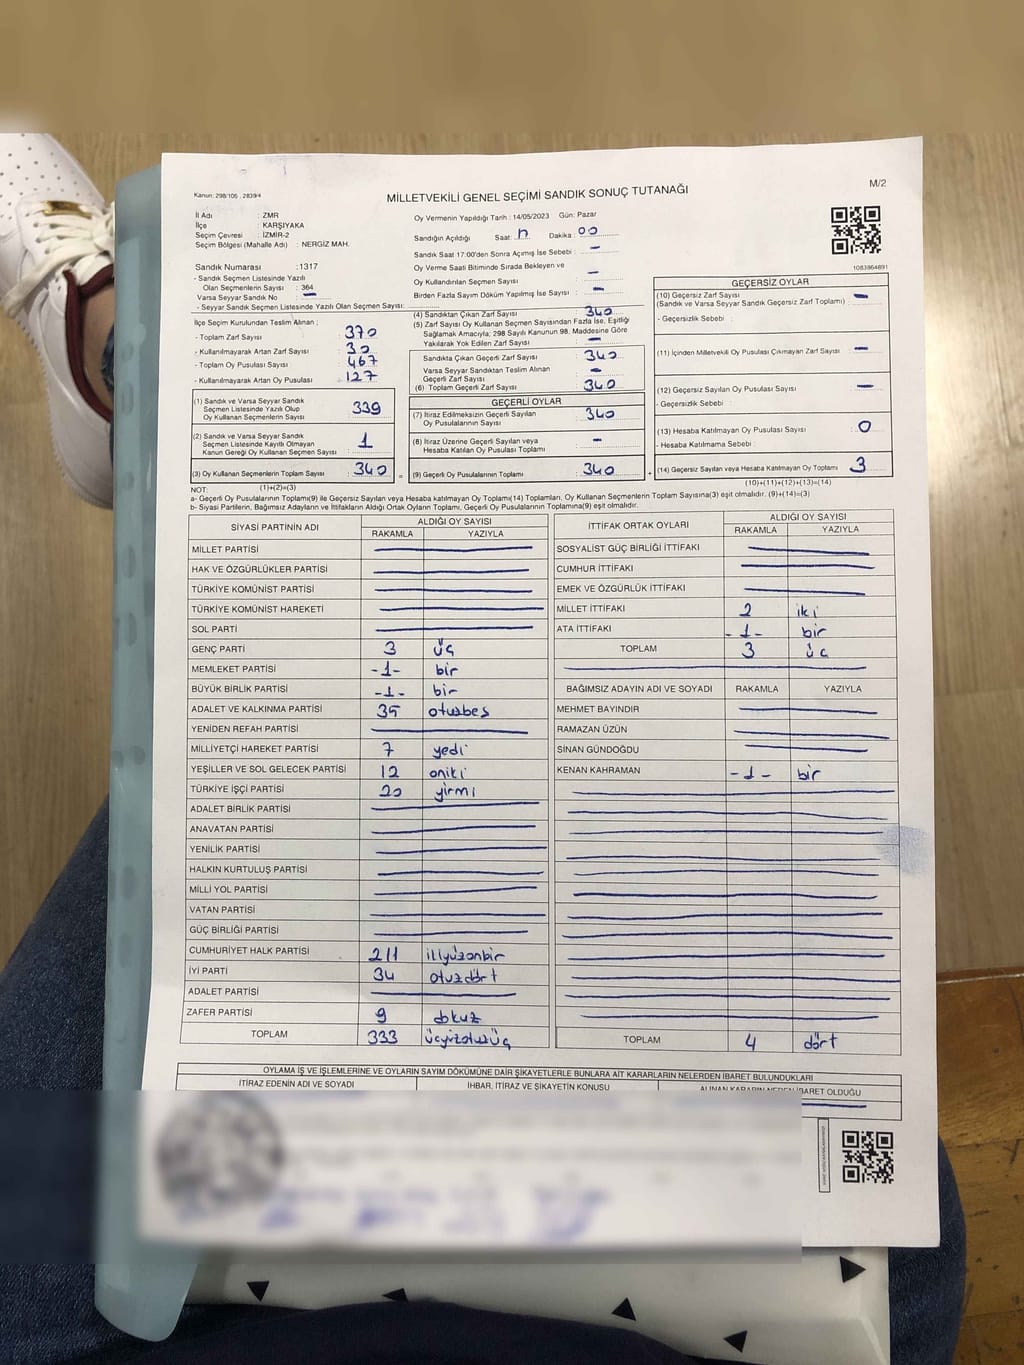 Kanun: 298/105 , 2839/4
MİLLETVEKİLİ GENEL SEÇİMİ SANDIK SONUÇ TUTANAĞI
M/2
İl Adı : ZMR
İlçe : KARŞIYAKA
Seçim Çevresi : İZMİR-2
Seçim Bölgesi (Mahalle Adı) : NERGİZ MAH.
Oy Vermenin Yapıldığı Tarih : 14/05/2023 Gün: Pazar
Sandığın Açıldığı Saat: 17 Dakika : 00
Sandık Saat 17:00'den Sonra Açımış İse Sebebi : –
Oy Verme Saati Bitiminde Sırada Bekleyen ve
Oy Kullandırılan Seçmen Sayısı : –
Birden Fazla Sayım Döküm Yapılmış İse Sayısı : –
1083864891
Sandık Numarası : 1317
- Sandık Seçmen Listesinde Yazılı
Olan Seçmenlerin Sayısı : 364
Varsa Seyyar Sandık No –
- Seyyar Sandık Seçmen Listesinde Yazılı Olan Seçmen Sayısı:
İlçe Seçim Kurulundan Teslim Alınan ;
- Toplam Zarf Sayısı : 370
- Kullanılmayarak Artan Zarf Sayısı : 30
- Toplam Oy Pusulası Sayısı : 467
- Kullanılmayarak Artan Oy Pusulası : 127
(4) Sandıktan Çıkan Zarf Sayısı : 340
(5) Zarf Sayısı Oy Kullanan Seçmen Sayısından Fazla İse, Eşitliği
Sağlamak Amacıyla; 298 Sayılı Kanunun 98. Maddesine Göre
Yakılarak Yok Edilen Zarf Sayısı : –
Sandıkta Çıkan Geçerli Zarf Sayısı : 340
Varsa Seyyar Sandıktan Teslim Alınan
Geçerli Zarf Sayısı : –
(6) Toplam Geçerli Zarf Sayısı : 340
(1) Sandık ve Varsa Seyyar Sandık
Seçmen Listesinde Yazılı Olup
Oy Kullanan Seçmenlerin Sayısı : 339
(2) Sandık ve Varsa Seyyar Sandık
Seçmen Listesinde Kayıtlı Olmayan
Kanun Gereği Oy Kullanan Seçmen Sayısı : 1
(3) Oy Kullanan Seçmenlerin Toplam Sayısı : 340 =
(1)+(2)=(3)
GEÇERLİ OYLAR
(7) İtiraz Edilmeksizin Geçerli Sayılan
Oy Pusulalarının Sayısı : 340
(8) İtiraz Üzerine Geçerli Sayılan veya
Hesaba Katılan Oy Pusulası Toplamı : –
(9) Geçerli Oy Pusulalarının Toplamı : 340 +
GEÇERSİZ OYLAR
(10) Geçersiz Zarf Sayısı : –
(Sandık ve Varsa Seyyar Sandık Geçersiz Zarf Toplamı)
- Geçersizlik Sebebi :
(11) İçinden Milletvekili Oy Pusulası Çıkmayan Zarf Sayısı : –
(12) Geçersiz Sayılan Oy Pusulası Sayısı : –
- Geçersizlik Sebebi :
(13) Hesaba Katılmayan Oy Pusulası Sayısı : 0
- Hesaba Katılmama Sebebi :
(14) Geçersiz Sayılan veya Hesaba Katılmayan Oy Toplamı : 3
(10)+(11)+(12)+(13)=(14)
NOT:
a- Geçerli Oy Pusulalarının Toplamı(9) ile Geçersiz Sayılan veya Hesaba katılmayan Oy Toplamı(14) Toplamları, Oy Kullanan Seçmenlerin Toplam Sayısına(3) eşit olmalıdır. (9)+(14)=(3)
b- Siyasi Partilerin, Bağımsız Adayların ve İttifakların Aldığı Ortak Oyların Toplamı, Geçerli Oy Pusulalarının Toplamına(9) eşit olmalıdır.
SİYASİ PARTİNİN ADI ALDIĞI OY SAYISI
RAKAMLA YAZIYLA
MİLLET PARTİSİ
HAK VE ÖZGÜRLÜKLER PARTİSİ
TÜRKİYE KOMÜNİST PARTİSİ
TÜRKİYE KOMÜNİST HAREKETİ
SOL PARTİ
GENÇ PARTİ 3 üç
MEMLEKET PARTİSİ -1- bir
BÜYÜK BİRLİK PARTİSİ -1- bir
ADALET VE KALKINMA PARTİSİ 35 otuzbes
YENİDEN REFAH PARTİSİ
MİLLİYETÇİ HAREKET PARTİSİ 7 yedi
YEŞİLLER VE SOL GELECEK PARTİSİ 12 oniki
TÜRKİYE İŞÇİ PARTİSİ 20 yirmi
ADALET BİRLİK PARTİSİ
ANAVATAN PARTİSİ
YENİLİK PARTİSİ
HALKIN KURTULUŞ PARTİSİ
MİLLİ YOL PARTİSİ
VATAN PARTİSİ
GÜÇ BİRLİĞİ PARTİSİ
CUMHURİYET HALK PARTİSİ 211 ikiyüzonbir
İYİ PARTİ 34 otuzdört
ADALET PARTİSİ
ZAFER PARTİSİ 9 dokuz
TOPLAM 333 üçyüzotuzüç
İTTİFAK ORTAK OYLARI ALDIĞI OY SAYISI
RAKAMLA YAZIYLA
SOSYALİST GÜÇ BİRLİĞİ İTTİFAKI
CUMHUR İTTİFAKI
EMEK VE ÖZGÜRLÜK İTTİFAKI
MİLLET İTTİFAKI 2 iki
ATA İTTİFAKI -1- bir
TOPLAM 3 üç
BAĞIMSIZ ADAYIN ADI VE SOYADI RAKAMLA YAZIYLA
MEHMET BAYINDIR
RAMAZAN ÜZÜN
SİNAN GÜNDOĞDU
KENAN KAHRAMAN -1- bir
TOPLAM 4 dört
OYLAMA İŞ VE İŞLEMLERİNE VE OYLARIN SAYIM DÖKÜMÜNE DAİR ŞİKAYETLERLE BUNLARA AİT KARARLARIN NELERDEN İBARET BULUNDUKLARI
İTİRAZ EDENİN ADI VE SOYADI İHBAR, İTİRAZ VE ŞİKAYETİN KONUSU ALINAN KARARIN NEDEN İBARET OLDUĞU